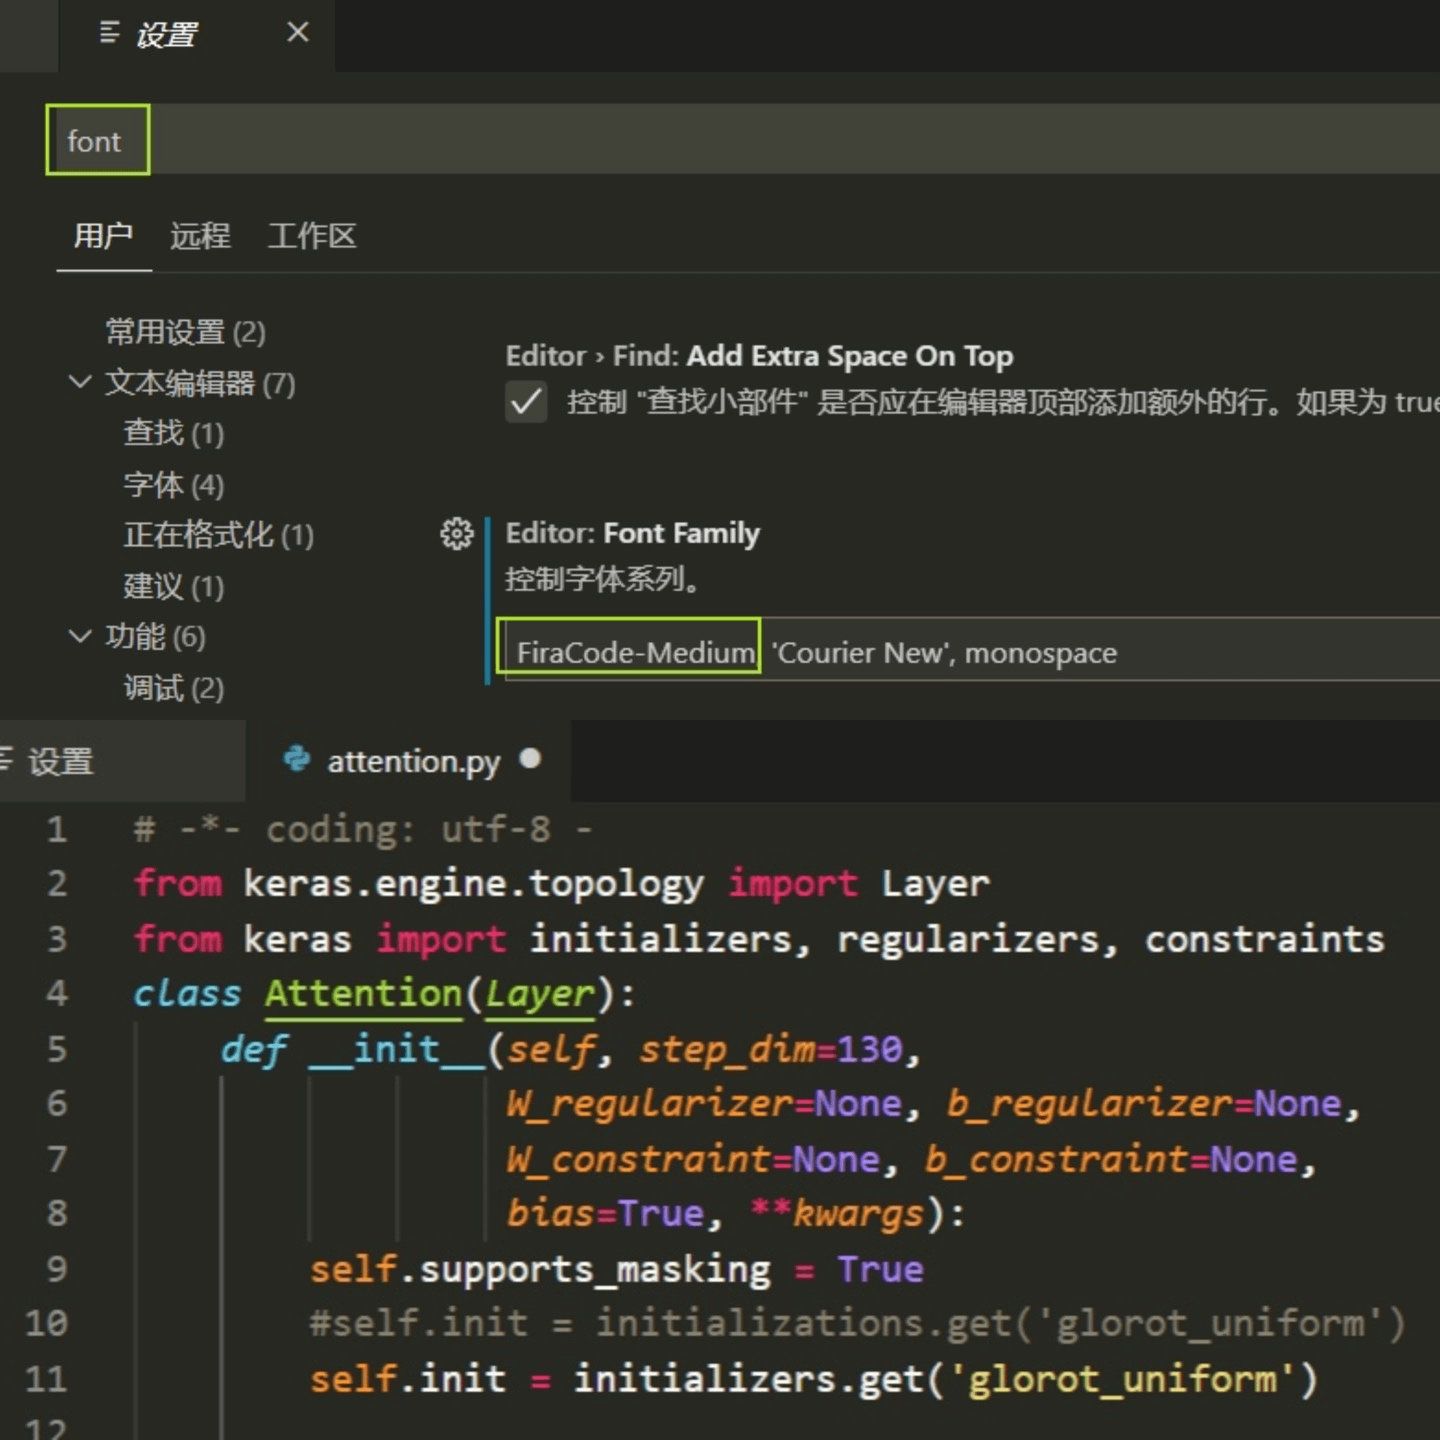 设置
font
用户 远程 工作区
常用设置 (2)
文本编辑器 (7)
查找 (1)
字体 (4)
正在格式化 (1)
建议 (1)
功能 (6)
调试 (2)
Editor › Find: Add Extra Space On Top
控制 "查找小部件" 是否应在编辑器顶部添加额外的行。如果为 true
Editor: Font Family
控制字体系列。
FiraCode-Medium, 'Courier New', monospace
设置 attention.py
1 # -*- coding: utf-8 -
2 from keras.engine.topology import Layer
3 from keras import initializers, regularizers, constraints
4 class Attention(Layer):
5 def __init__(self, step_dim=130,
6 W_regularizer=None, b_regularizer=None,
7 W_constraint=None, b_constraint=None,
8 bias=True, **kwargs):
9 self.supports_masking = True
10 #self.init = initializations.get('glorot_uniform')
11 self.init = initializers.get('glorot_uniform')
12